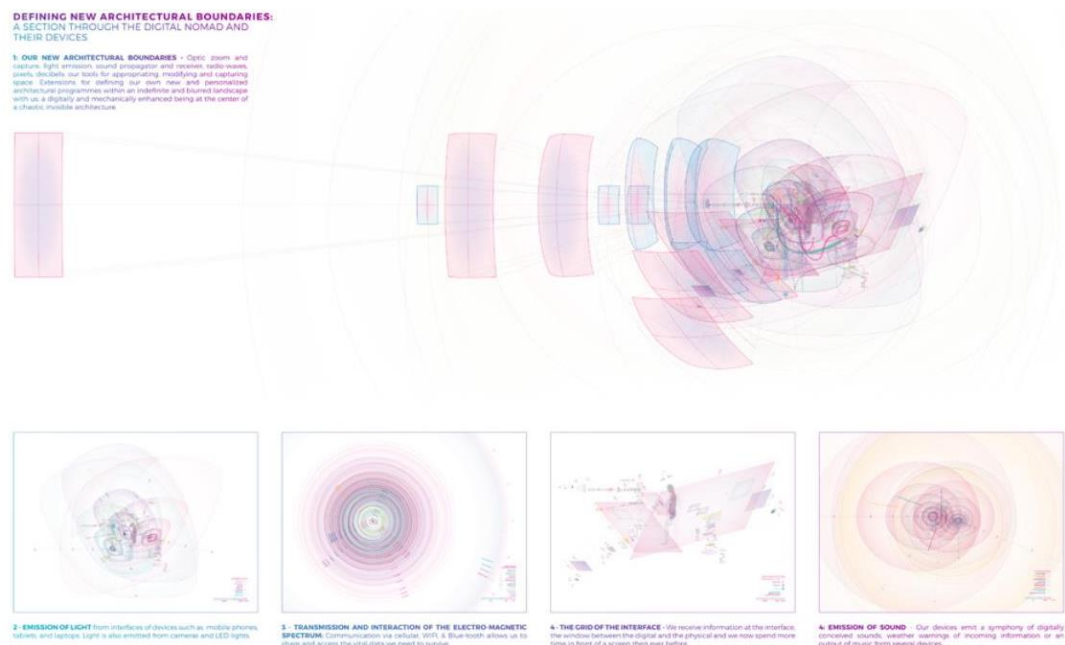 DEFINING NEW ARCHITECTURAL BOUNDARIES:
A SECTION THROUGH THE DIGITAL NOMAD AND
THEIR DEVICES
1: OUR NEW ARCHITECTURAL BOUNDARIES - Optic zoom and
capture, light emission, sound propagator and receiver, radio-waves,
pixels, decibels our tools for appropriating, modifying and capturing
space. Extensions for defining our own new and personalized
architectural programmes within an indefinite and blurred landscape
with us a digitally and mechanically enhanced being at the center of
a chaotic invisible architecture.
2 - EMISSION OF LIGHT from interfaces of devices such as, mobile phones,
tablets, and laptops. Light is also emitted from cameras and LED lights
3 - TRANSMISSION AND INTERACTION OF THE ELECTRO-MAGNETIC
SPECTRUM: Communication via cellular, WIFI, & Blue-tooth allows us to
share and access the vital data we need to survive.
4 - THE GRID OF THE INTERFACE - We receive information at the interface,
the window between the digital and the physical and we now spend more
time in front of a screen then ever before.
4: EMISSION OF SOUND - Our devices emit a symphony of digitally
conceived sounds, weather warnings of incoming information or an
output of music from several devices.